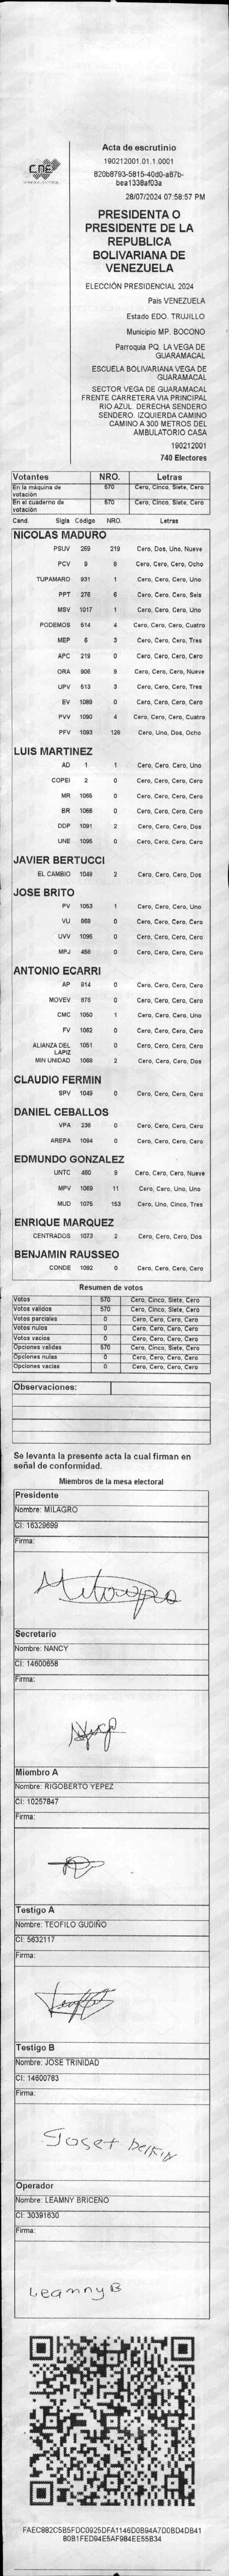 Acta de escrutinio
190212001.01.1.0001
820b8793-5815-40d0-a87b-
bea1338af03a
28/07/2024 07:58:57 PM
CNE
PRESIDENTA O
PRESIDENTE DE LA
REPUBLICA
BOLIVARIANA DE
VENEZUELA
ELECCIÓN PRESIDENCIAL 2024
País VENEZUELA
Estado EDO. TRUJILLO
Municipio MP. BOCONO
Parroquia PQ. LA VEGA DE
GUARAMACAL
ESCUELA BOLIVARIANA VEGA DE
GUARAMACAL
SECTOR VEGA DE GUARAMACAL
FRENTE CARRETERA VIA PRINCIPAL
RIO AZUL. DERECHA SENDERO
SENDERO. IZQUIERDA CAMINO
CAMINO A 300 METROS DEL
AMBULATORIO CASA
190212001
740 Electores
Votantes NRO. Letras
En la máquina de votación 570 Cero, Cinco, Siete, Cero
En el cuaderno de votación 570 Cero, Cinco, Siete, Cero
Cand. Sigla Código NRO. Letras
NICOLAS MADURO
PSUV 269 219 Cero, Dos, Uno, Nueve
PCV 9 8 Cero, Cero, Cero, Ocho
TUPAMARO 931 1 Cero, Cero, Cero, Uno
PPT 276 6 Cero, Cero, Cero, Seis
MSV 1017 1 Cero, Cero, Cero, Uno
PODEMOS 514 4 Cero, Cero, Cero, Cuatro
MEP 6 3 Cero, Cero, Cero, Tres
APC 219 0 Cero, Cero, Cero, Cero
ORA 906 9 Cero, Cero, Cero, Nueve
UPV 513 3 Cero, Cero, Cero, Tres
EV 1089 0 Cero, Cero, Cero, Cero
PVV 1090 4 Cero, Cero, Cero, Cuatro
PFV 1093 128 Cero, Uno, Dos, Ocho
LUIS MARTINEZ
AD 1 1 Cero, Cero, Cero, Uno
COPEI 2 0 Cero, Cero, Cero, Cero
MR 1065 0 Cero, Cero, Cero, Cero
BR 1066 0 Cero, Cero, Cero, Cero
DDP 1091 2 Cero, Cero, Cero, Dos
UNE 1095 0 Cero, Cero, Cero, Cero
JAVIER BERTUCCI
EL CAMBIO 1048 2 Cero, Cero, Cero, Dos
JOSE BRITO
PV 1053 1 Cero, Cero, Cero, Uno
VU 868 0 Cero, Cero, Cero, Cero
UVV 1096 0 Cero, Cero, Cero, Cero
MPJ 458 0 Cero, Cero, Cero, Cero
ANTONIO ECARRI
AP 814 0 Cero, Cero, Cero, Cero
MOVEV 875 0 Cero, Cero, Cero, Cero
CMC 1050 1 Cero, Cero, Cero, Uno
FV 1062 0 Cero, Cero, Cero, Cero
ALIANZA DEL LAPIZ 1051 0 Cero, Cero, Cero, Cero
MIN UNIDAD 1068 2 Cero, Cero, Cero, Dos
CLAUDIO FERMIN
SPV 1049 0 Cero, Cero, Cero, Cero
DANIEL CEBALLOS
VPA 236 0 Cero, Cero, Cero, Cero
AREPA 1094 0 Cero, Cero, Cero, Cero
EDMUNDO GONZALEZ
UNTC 460 9 Cero, Cero, Cero, Nueve
MPV 1069 11 Cero, Cero, Uno, Uno
MUD 1075 153 Cero, Uno, Cinco, Tres
ENRIQUE MARQUEZ
CENTRADOS 1073 2 Cero, Cero, Cero, Dos
BENJAMIN RAUSSEO
CONDE 1092 0 Cero, Cero, Cero, Cero
Resumen de votos
Votos 570 Cero, Cinco, Siete, Cero
Votos validos 570 Cero, Cinco, Siete, Cero
Votos parciales 0 Cero, Cero, Cero, Cero
Votos nulos 0 Cero, Cero, Cero, Cero
Votos vacios 0 Cero, Cero, Cero, Cero
Opciones validas 570 Cero, Cinco, Siete, Cero
Opciones nulas 0 Cero, Cero, Cero, Cero
Opciones vacias 0 Cero, Cero, Cero, Cero
Observaciones:
Se levanta la presente acta la cual firman en
señal de conformidad.
Miembros de la mesa electoral
Presidente
Nombre: MILAGRO
CI: 16329699
Firma:
Milagro
Secretario
Nombre: NANCY
CI: 14600658
Firma:
Miembro A
Nombre: RIGOBERTO YEPEZ
CI: 10257847
Firma:
Testigo A
Nombre: TEOFILO GUDIÑO
CI: 5632117
Firma:
Testigo B
Nombre: JOSE TRINIDAD
CI: 14600783
Firma:
Operador
Nombre: LEAMNY BRICEÑO
CI: 30391630
Firma:
Leamny B
FAEC882C5B5FDC0925DFA1146D0B94A7D0BD4DB41
80B1FED94E5AF984EE55B34